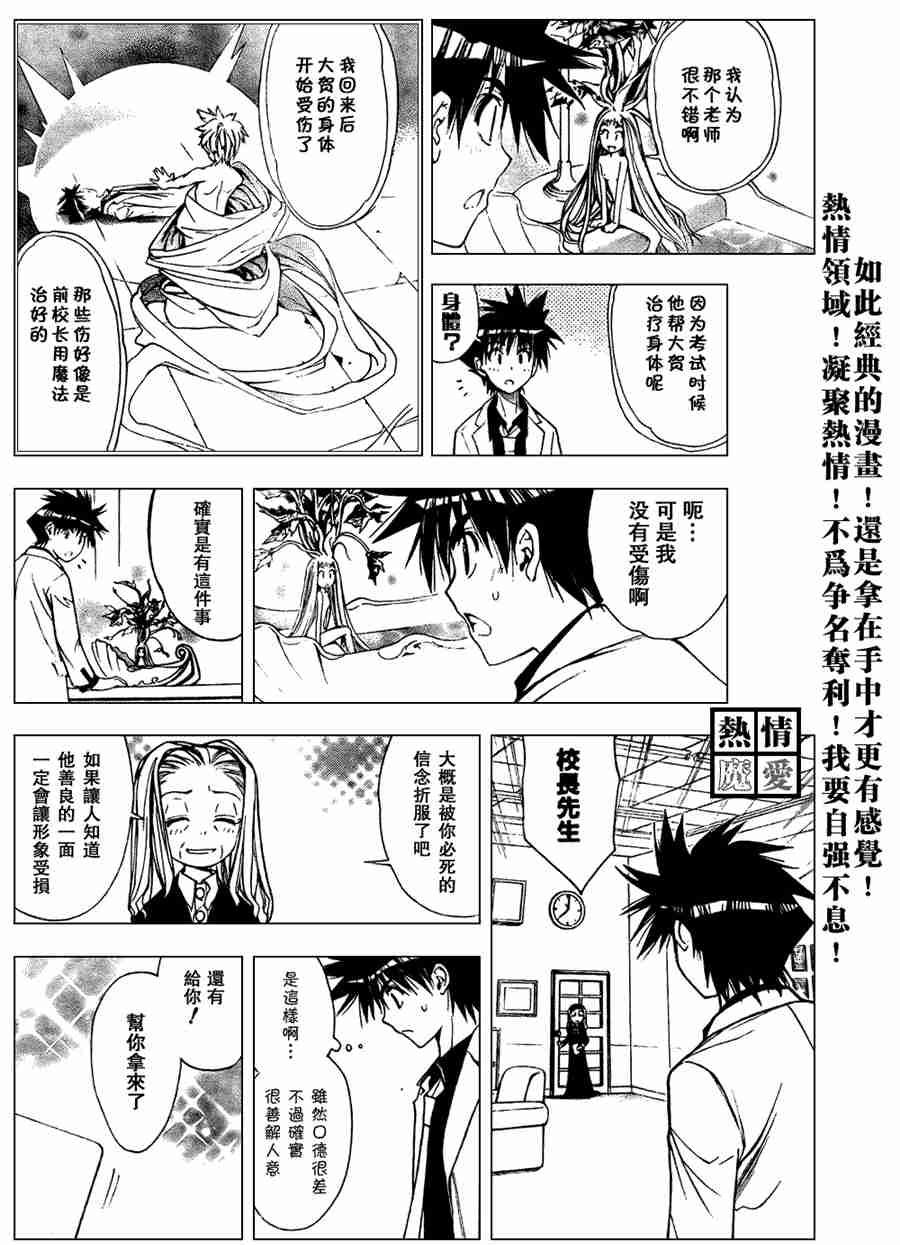 我认为
那个老师
很不错啊
我回来后
大贺的身体
开始受伤了
那些伤好像是
前校长用魔法
治好的
因为考试时候
他帮大贺
治疗身体呢
身體？
呃…
可是我
没有受傷啊
確實是有這件事
校長先生
大概是被你必死的
信念折服了吧
如果讓人知道
他善良的一面
一定會讓形象受損
是這樣啊…
雖然口德很差
不過確實
很善解人意
還有
給你！
幫你拿來了
如此經典的漫畫！還是拿在手中才更有感覺！
熱情領域！凝聚熱情！不爲争名奪利！我要自强不息！
熱情
魔愛